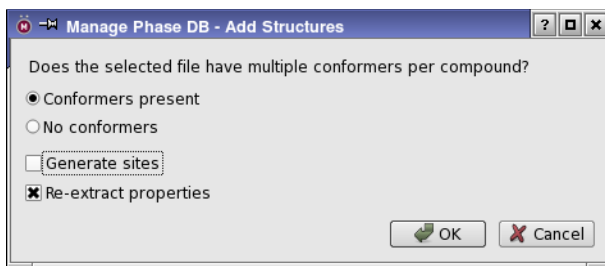 Manage Phase DB - Add Structures
Does the selected file have multiple conformers per compound?
Conformers present
No conformers
Generate sites
Re-extract properties
OK Cancel